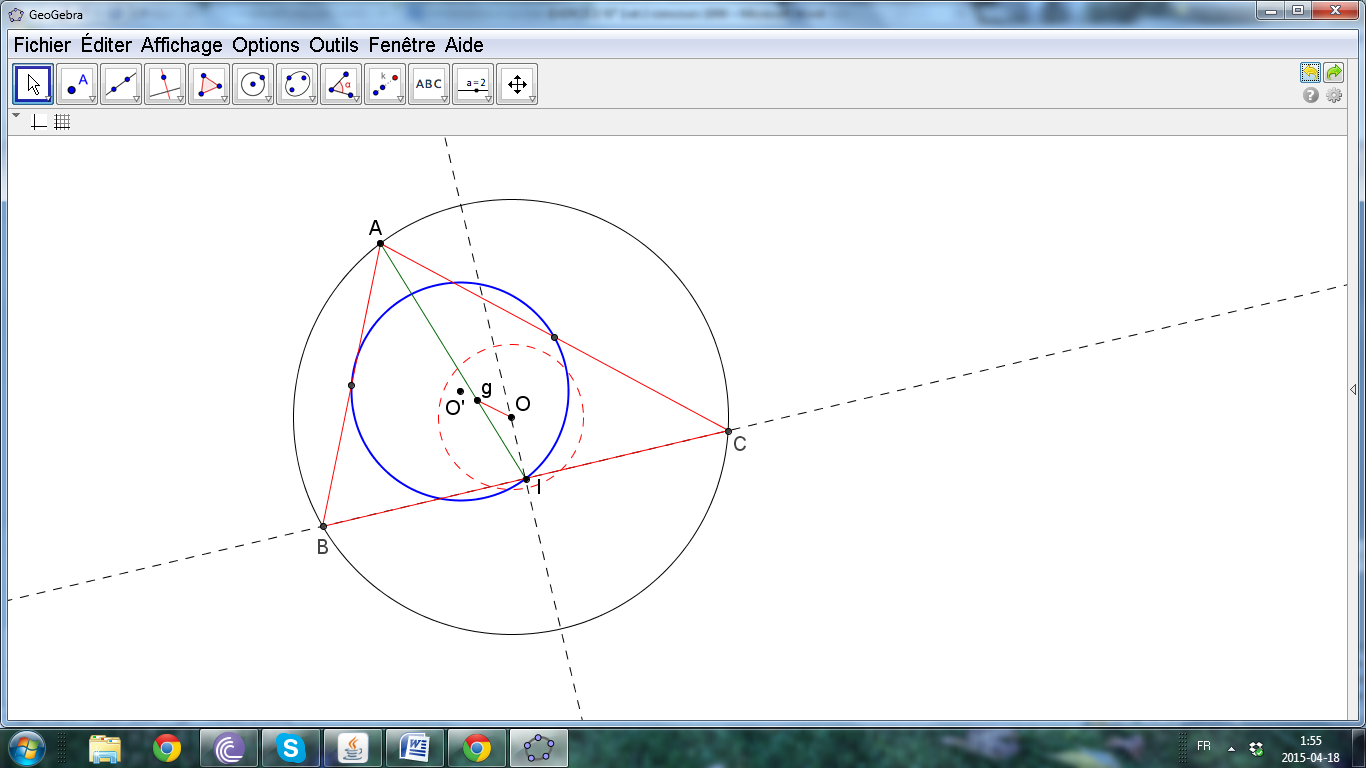 GeoGebra
Fichier Éditer Affichage Options Outils Fenêtre Aide
A
α
k
ABC
a=2
?
A
g
O'
O
C
I
B
FR
1:55
2015-04-18